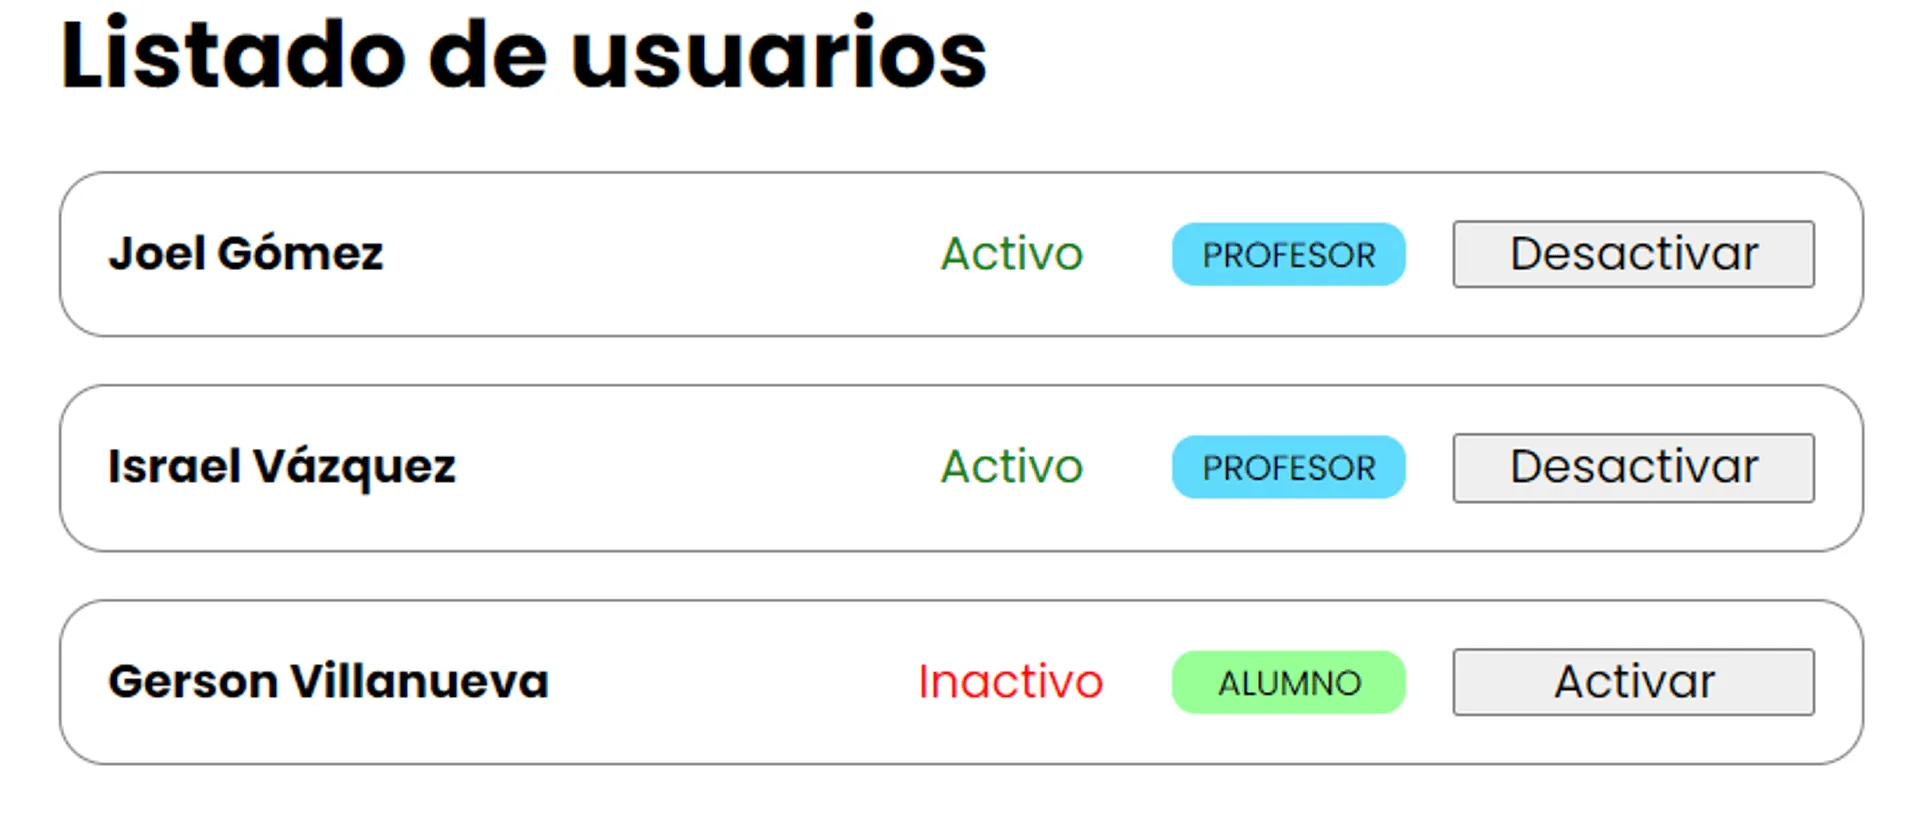 Listado de usuarios
Joel Gómez Activo PROFESOR Desactivar
Israel Vázquez Activo PROFESOR Desactivar
Gerson Villanueva Inactivo ALUMNO Activar